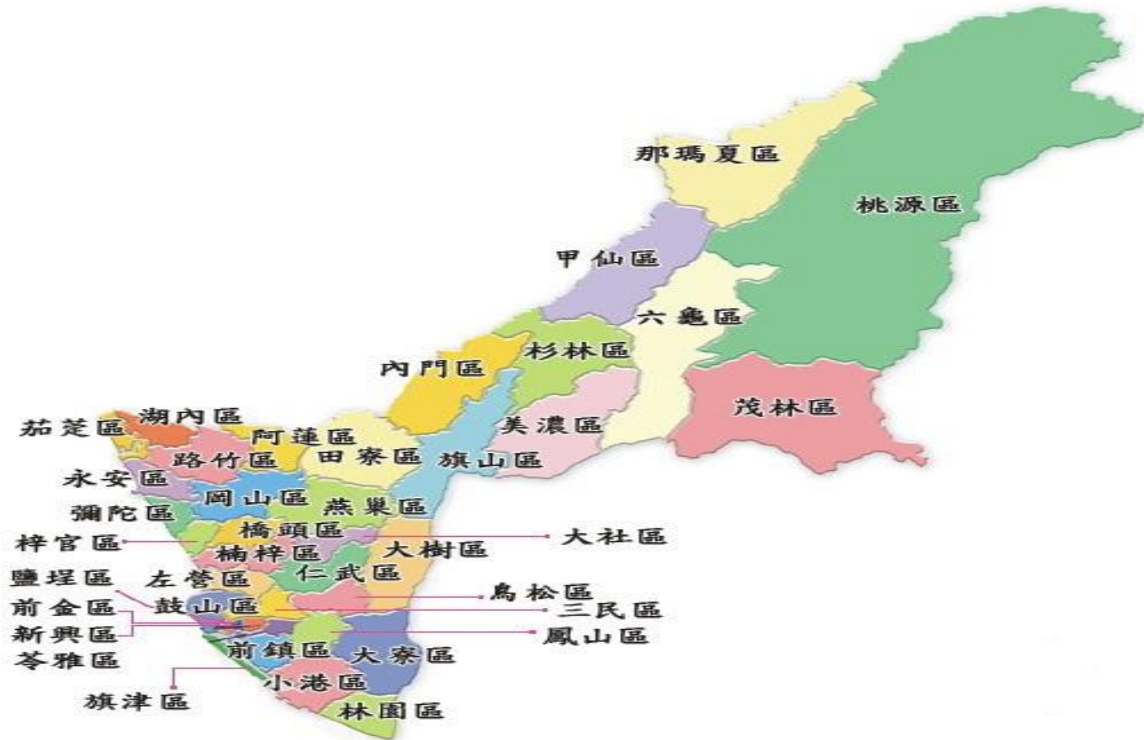 那瑪夏區
桃源區
甲仙區
六龜區
杉林區
內門區
茂林區
美濃區
湖內區
茄萣區
阿蓮區
田寮區
旗山區
路竹區
永安區
岡山區
燕巢區
彌陀區
橋頭區
大社區
梓官區
大樹區
楠梓區
仁武區
左營區
鹽埕區
鳥松區
鼓山區
三民區
前金區
新興區
鳳山區
前鎮區
大寮區
苓雅區
小港區
旗津區
林園區